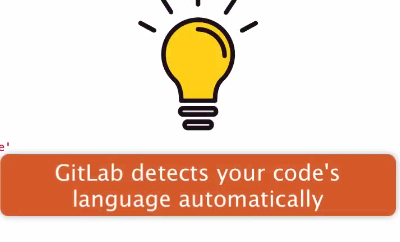 e'
GitLab detects your code's
language automatically